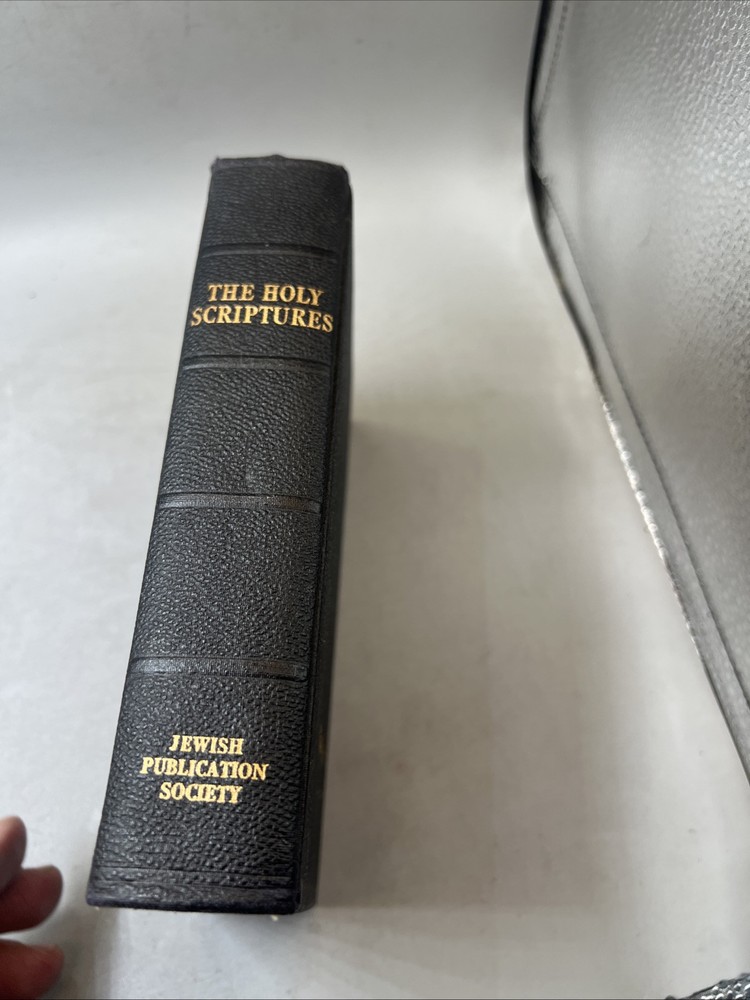 THE HOLY
SCRIPTURES
JEWISH
PUBLICATION
SOCIETY